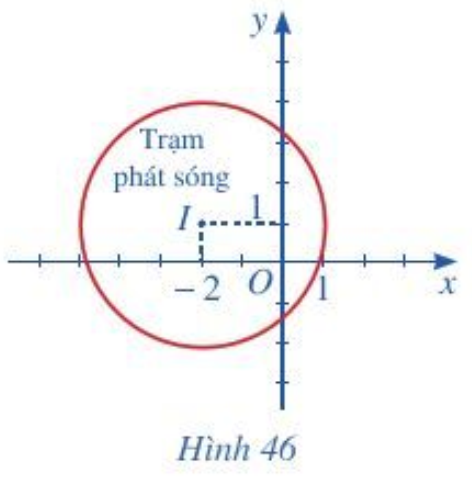 y
Trạm
phát sóng
I 1
−2 O 1 x
Hình 46